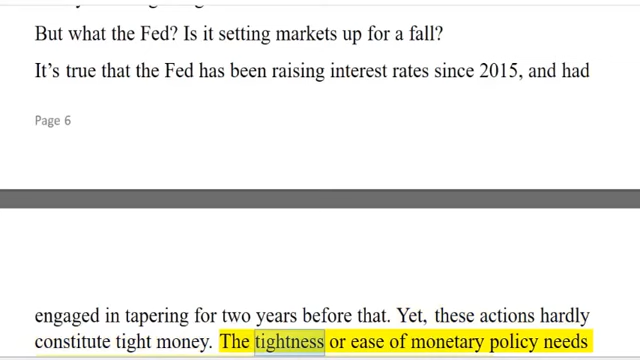 But what the Fed? Is it setting markets up for a fall?
It’s true that the Fed has been raising interest rates since 2015, and had
Page 6
engaged in tapering for two years before that. Yet, these actions hardly
constitute tight money. The tightness or ease of monetary policy needs